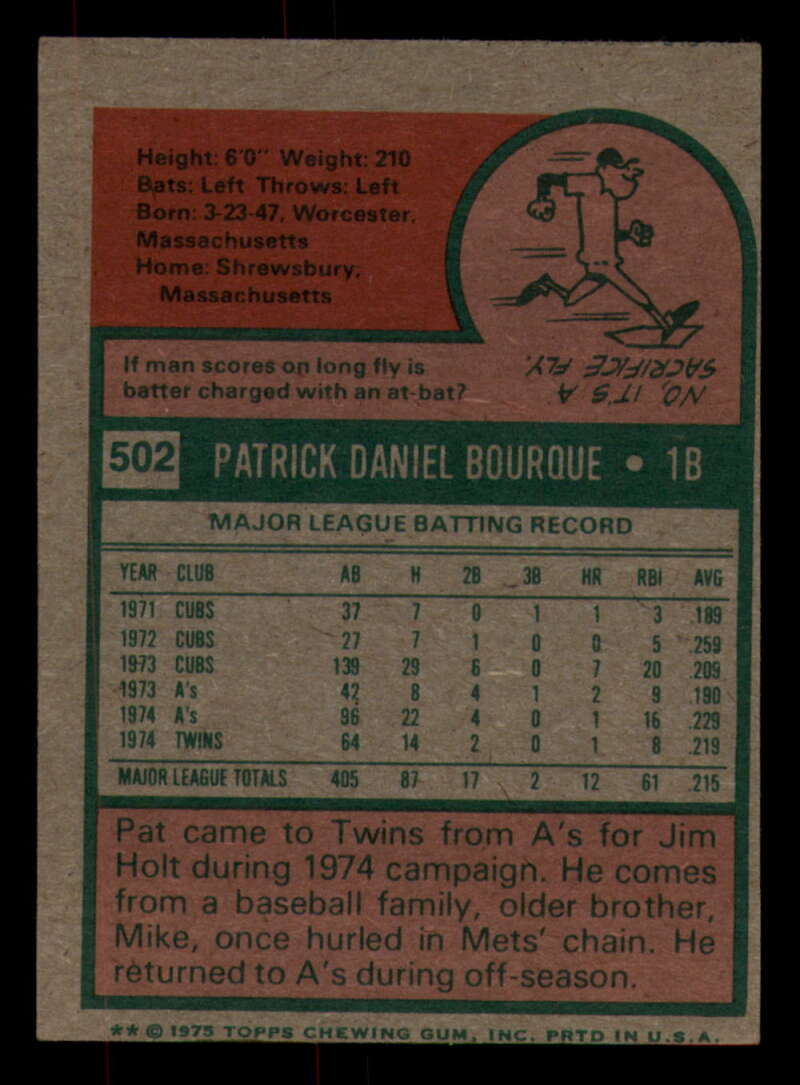 Height: 6'0" Weight: 210
Bats: Left Throws: Left
Born: 3-23-47, Worcester,
Massachusetts
Home: Shrewsbury,
Massachusetts
If man scores on long fly is
batter charged with an at-bat?
NO, IT'S A
SACRIFICE FLY.
502 PATRICK DANIEL BOURQUE • 1B
MAJOR LEAGUE BATTING RECORD
YEAR CLUB AB H 2B 3B HR RBI AVG
1971 CUBS 37 7 0 1 1 3 .189
1972 CUBS 27 7 1 0 0 5 .259
1973 CUBS 139 29 6 0 7 20 .209
1973 A's 42 8 4 1 2 9 .190
1974 A's 96 22 4 0 1 16 .229
1974 TWINS 64 14 2 0 1 8 .219
MAJOR LEAGUE TOTALS 405 87 17 2 12 61 .215
Pat came to Twins from A's for Jim
Holt during 1974 campaign. He comes
from a baseball family, older brother,
Mike, once hurled in Mets' chain. He
returned to A's during off-season.
** © 1975 TOPPS CHEWING GUM, INC. PRTD IN U.S.A.